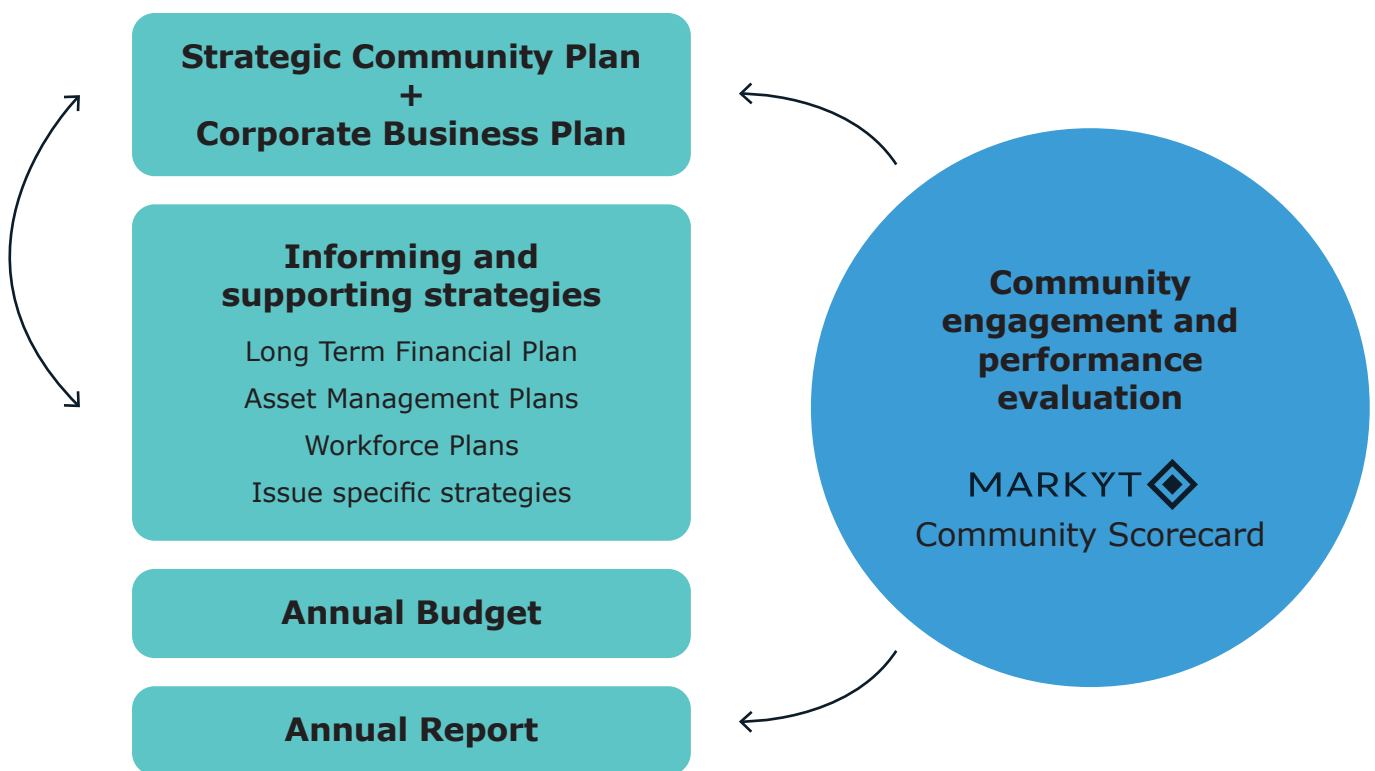 Strategic Community Plan
+
Corporate Business Plan
Informing and
supporting strategies
Long Term Financial Plan
Asset Management Plans
Workforce Plans
Issue specific strategies
Annual Budget
Annual Report
Community
engagement and
performance
evaluation
MARKYT
Community Scorecard